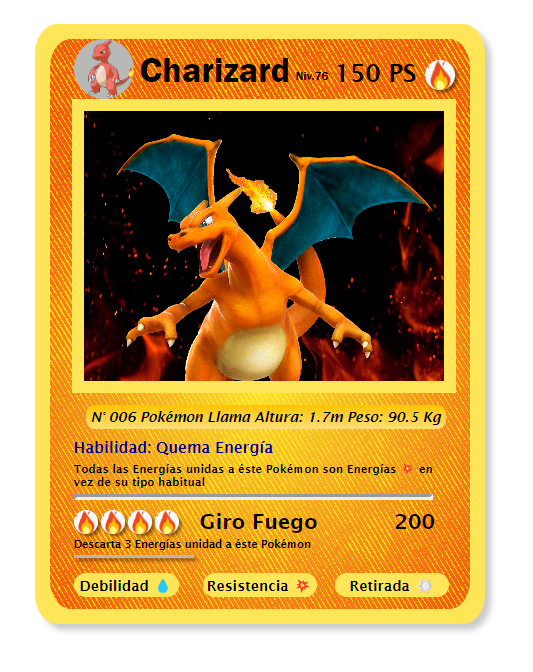 Charizard Niv.76 150 PS
N° 006 Pokémon Llama Altura: 1.7m Peso: 90.5 Kg
Habilidad: Quema Energía
Todas las Energías unidas a éste Pokémon son Energías 💥 en
vez de su tipo habitual
Giro Fuego 200
Descarta 3 Energías unidad a éste Pokémon
Debilidad 💧 Resistencia 💥 Retirada